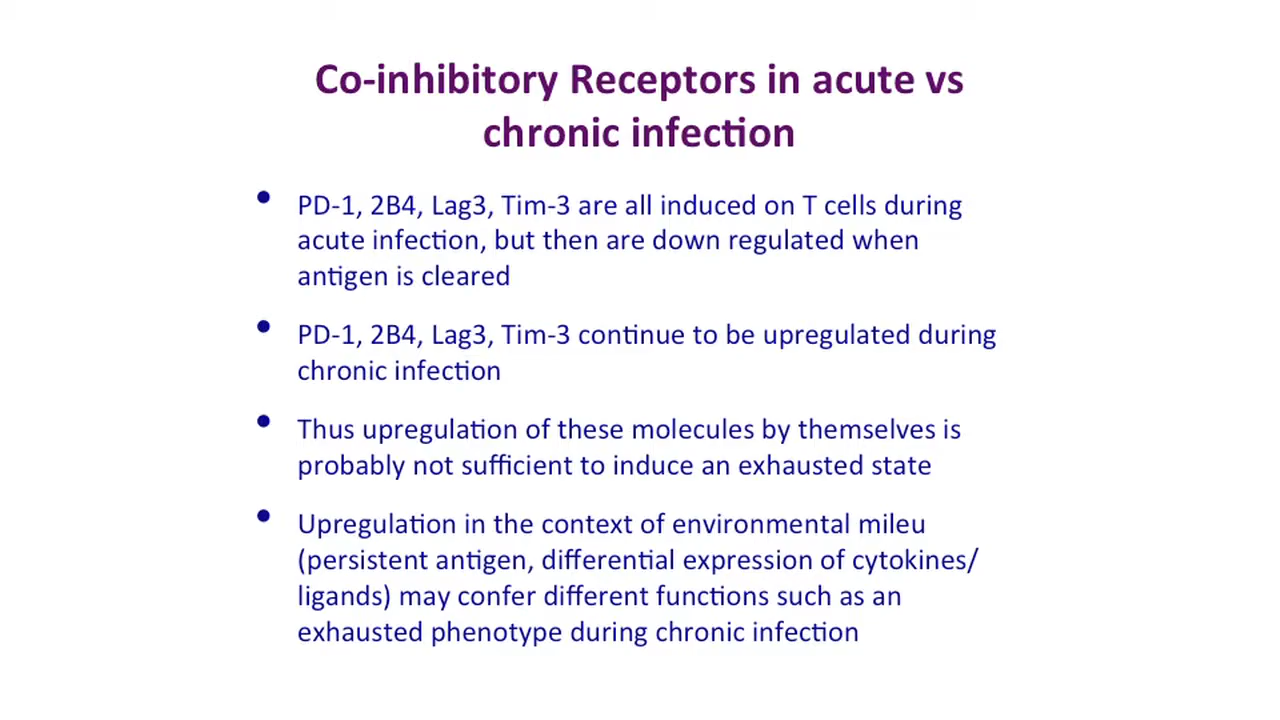 Co-inhibitory Receptors in acute vs
chronic infection
• PD-1, 2B4, Lag3, Tim-3 are all induced on T cells during
acute infection, but then are down regulated when
antigen is cleared
• PD-1, 2B4, Lag3, Tim-3 continue to be upregulated during
chronic infection
• Thus upregulation of these molecules by themselves is
probably not sufficient to induce an exhausted state
• Upregulation in the context of environmental mileu
(persistent antigen, differential expression of cytokines/
ligands) may confer different functions such as an
exhausted phenotype during chronic infection